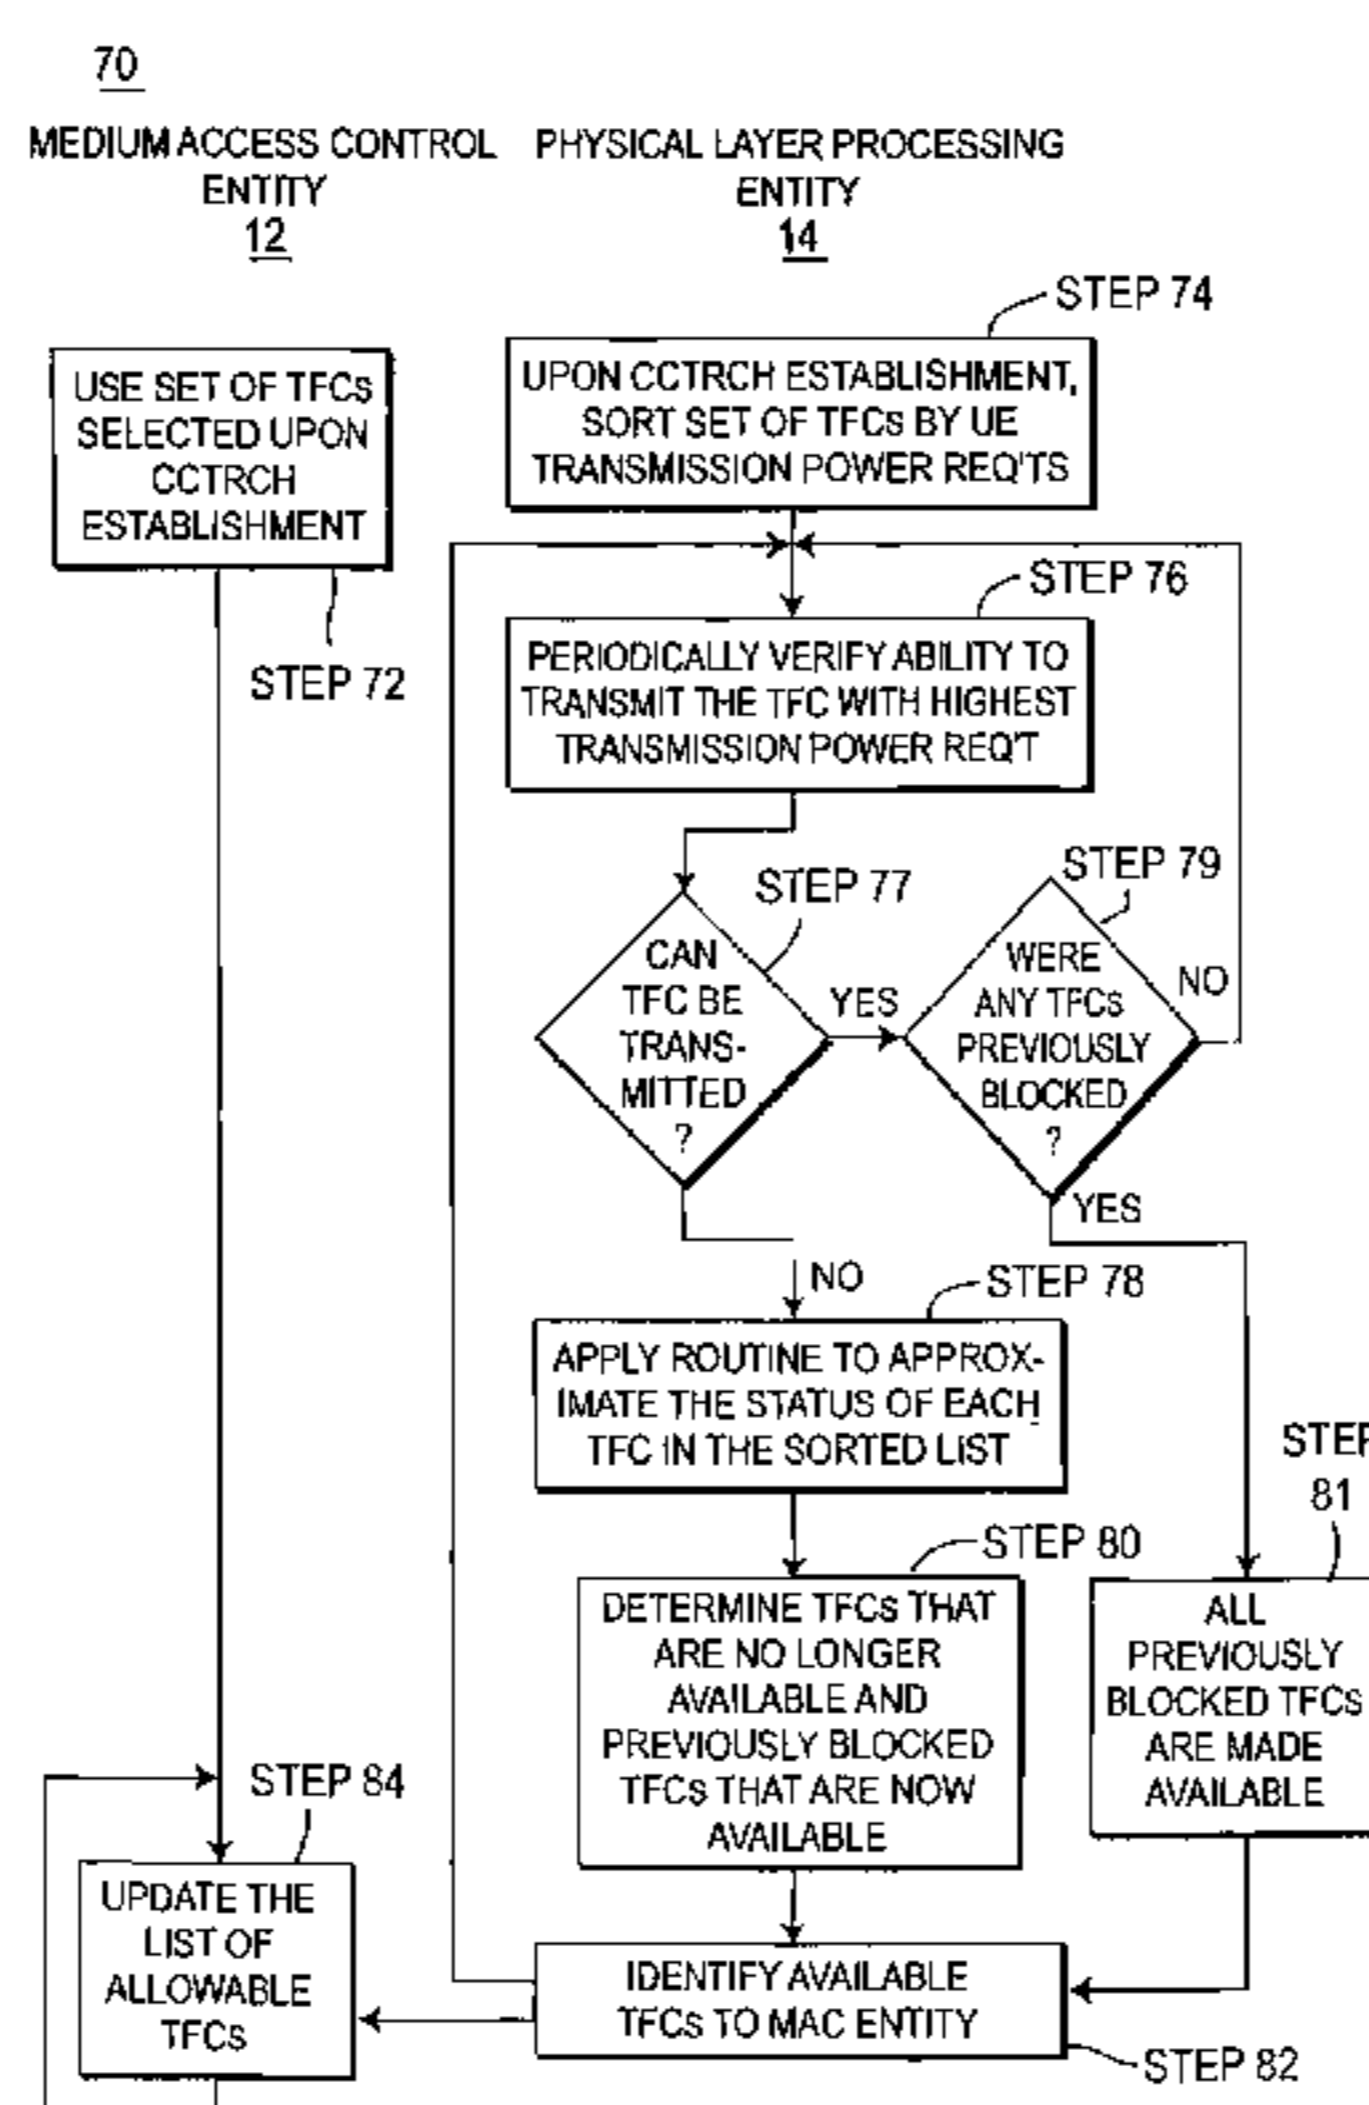 70
MEDIUM ACCESS CONTROL
ENTITY
12
PHYSICAL LAYER PROCESSING
ENTITY
14
STEP 74
USE SET OF TFCs
SELECTED UPON
CCTRCH
ESTABLISHMENT
STEP 72
UPON CCTRCH ESTABLISHMENT,
SORT SET OF TFCs BY UE
TRANSMISSION POWER REQ'TS
STEP 76
PERIODICALLY VERIFY ABILITY TO
TRANSMIT THE TFC WITH HIGHEST
TRANSMISSION POWER REQ'T
STEP 77
CAN
TFC BE
TRANS-
MITTED
?
YES
STEP 79
WERE
ANY TFCs
PREVIOUSLY
BLOCKED
?
NO
YES
NO
STEP 78
APPLY ROUTINE TO APPROX-
IMATE THE STATUS OF EACH
TFC IN THE SORTED LIST
STEP 80
DETERMINE TFCs THAT
ARE NO LONGER
AVAILABLE AND
PREVIOUSLY BLOCKED
TFCs THAT ARE NOW
AVAILABLE
STEP
81
ALL
PREVIOUSLY
BLOCKED TFCs
ARE MADE
AVAILABLE
STEP 84
UPDATE THE
LIST OF
ALLOWABLE
TFCs
IDENTIFY AVAILABLE
TFCs TO MAC ENTITY
STEP 82